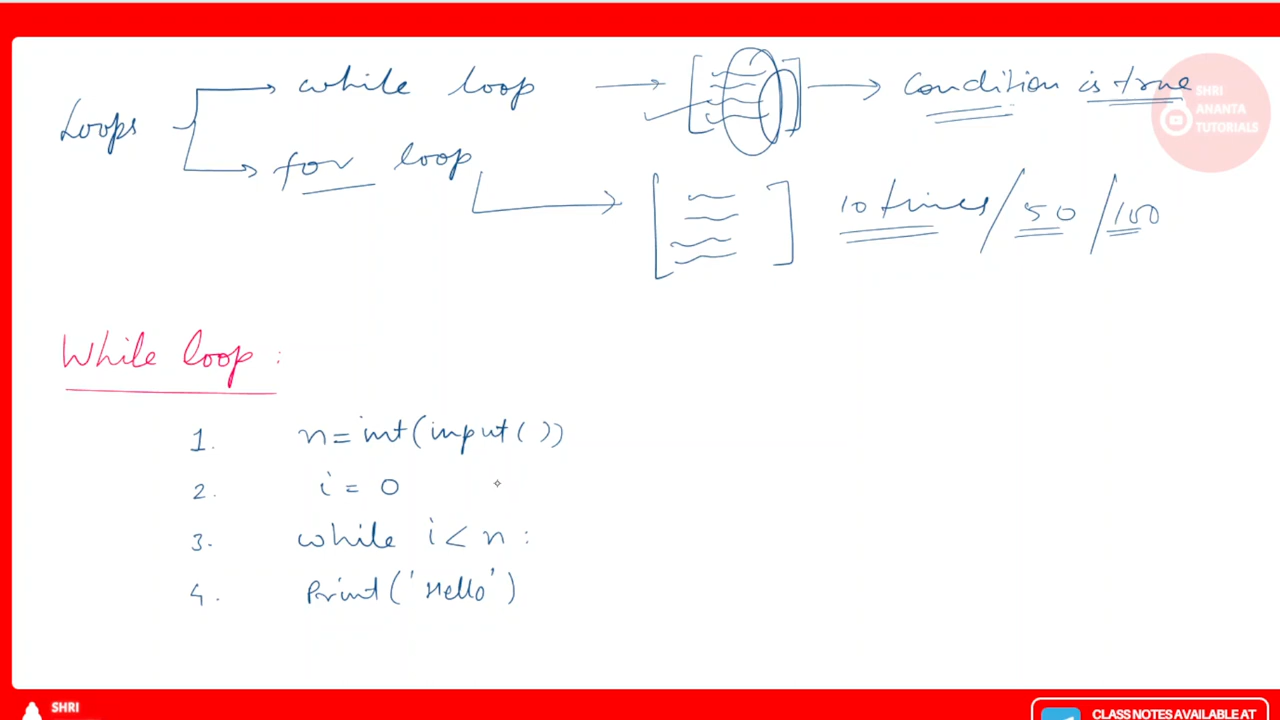 Loops
while loop
condition is true
for loop
10 times/50/100
SHRI
ANANTA
TUTORIALS
While loop :
1. n=int(input())
2. i = 0
3. while i < n :
4. Print('Hello')
SHRI
CLASS NOTES AVAILABLE AT